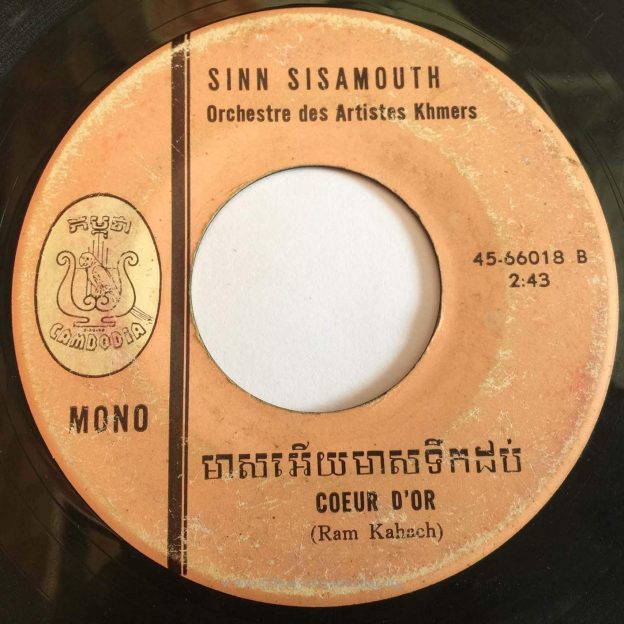 SINN SISAMOUTH
Orchestre des Artistes Khmers
កម្ពុជា
CAMBODIA
45-66018 B
2:43
MONO
មាសអើយមាសទឹកដប់
COEUR D'OR
(Ram Kabach)